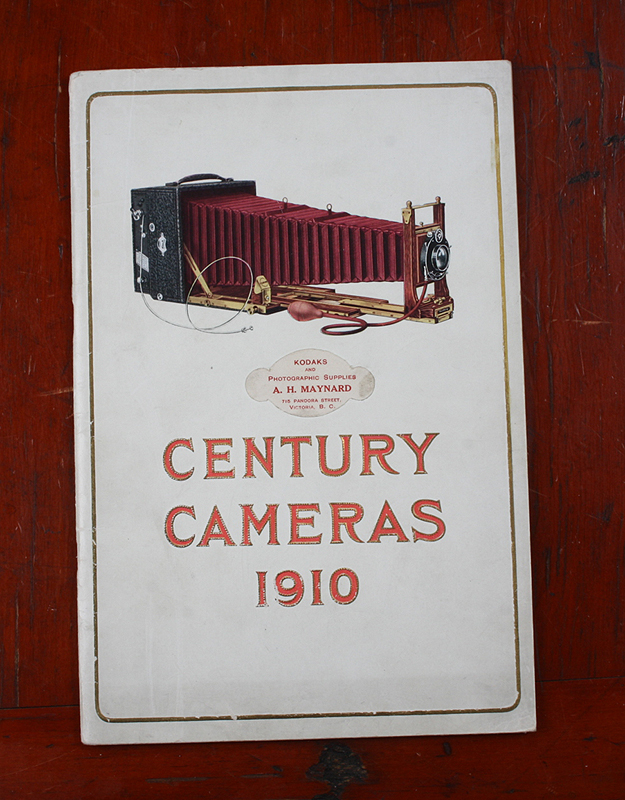 KODAKS
AND
PHOTOGRAPHIC SUPPLIES
A. H. MAYNARD
715 PANDORA STREET,
VICTORIA, B. C.
CENTURY
CAMERAS
1910